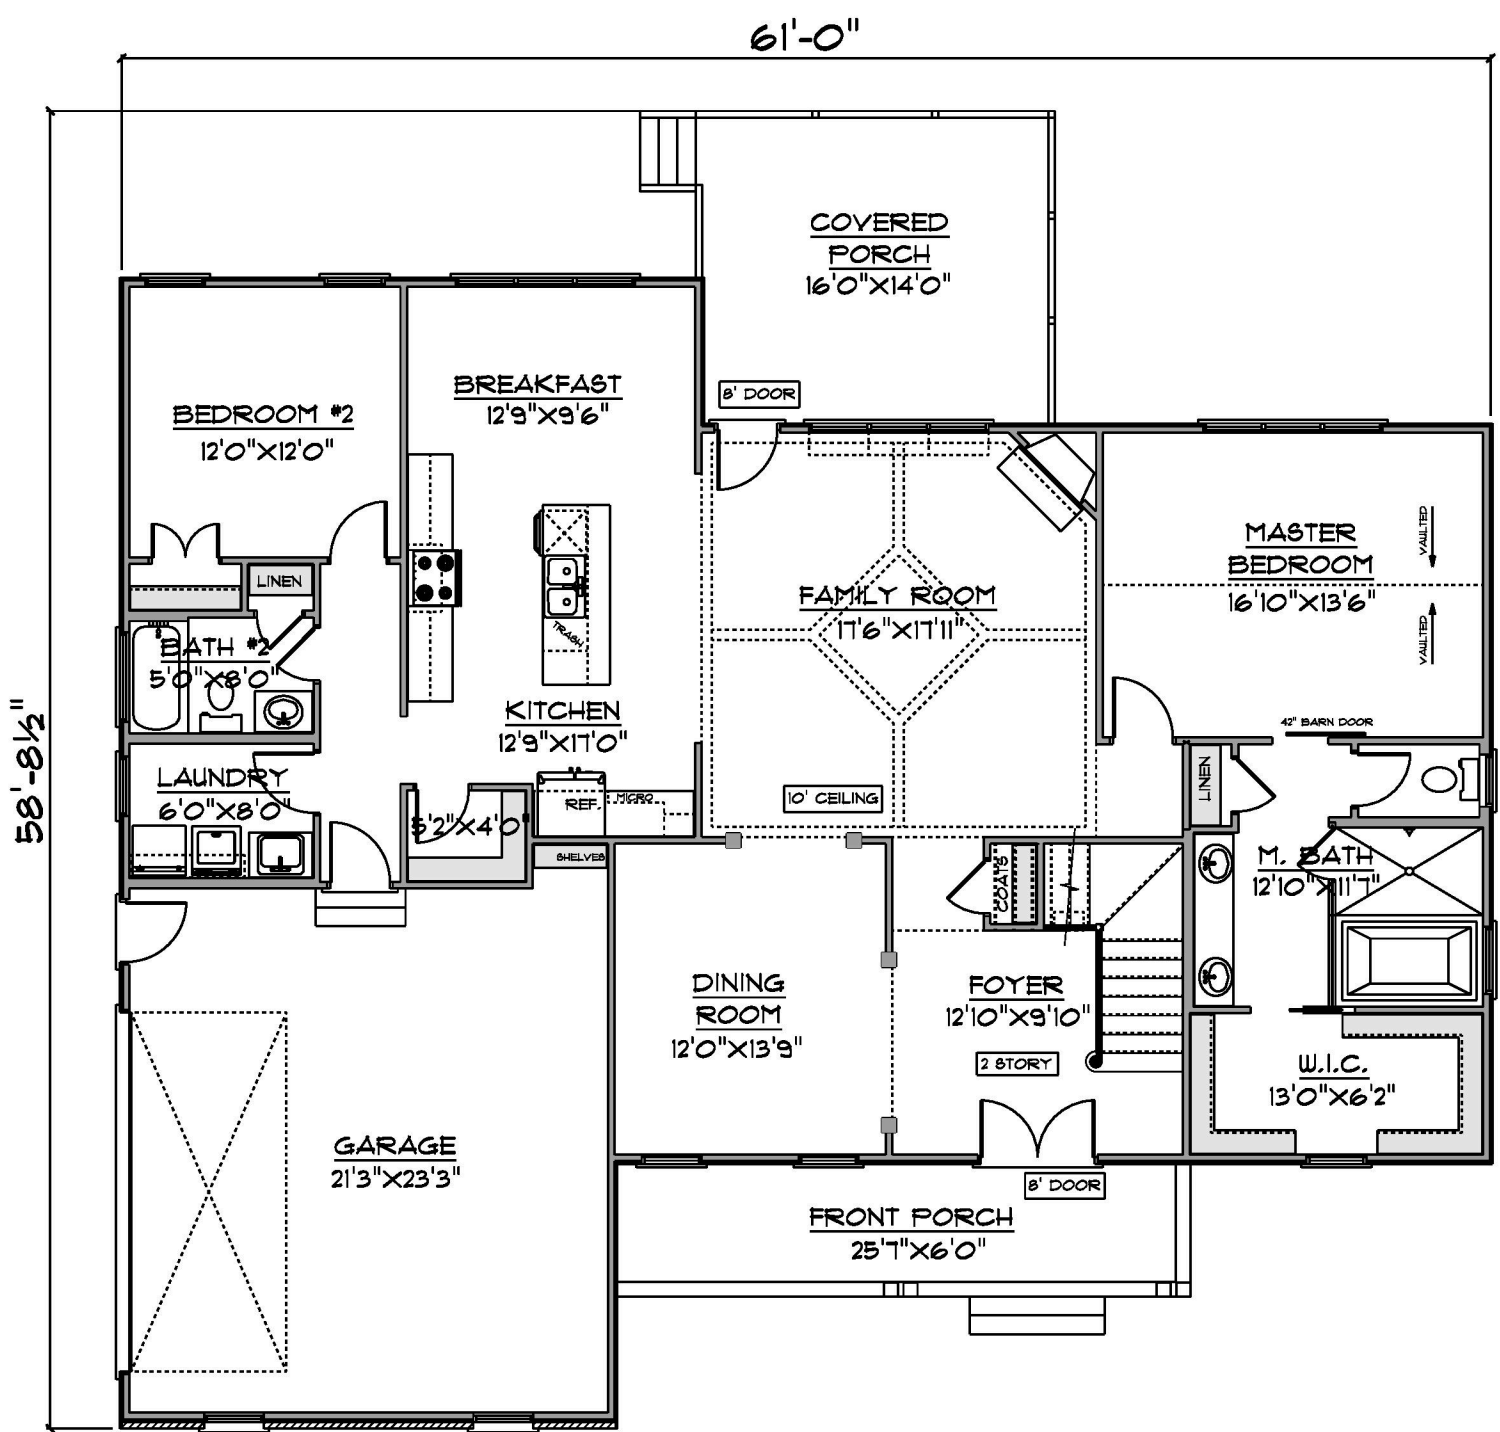 61'-0"
58'-8½"
COVERED
PORCH
16'0"X14'0"
BREAKFAST
12'9"X9'6"
8' DOOR
BEDROOM #2
12'0"X12'0"
MASTER
BEDROOM
16'10"X13'6"
VAULTED
VAULTED
LINEN
FAMILY ROOM
17'6"X17'11"
TRASH
BATH #2
5'0"X8'0"
KITCHEN
12'9"X17'0"
42" BARN DOOR
LAUNDRY
6'0"X8'0"
REF.
MICRO
10' CEILING
LINEN
5'2"X4'0"
SHELVES
COATS
M. BATH
12'10"X11'7"
DINING
ROOM
12'0"X13'9"
FOYER
12'10"X9'10"
2 STORY
W.I.C.
13'0"X6'2"
GARAGE
21'3"X23'3"
8' DOOR
FRONT PORCH
25'7"X6'0"